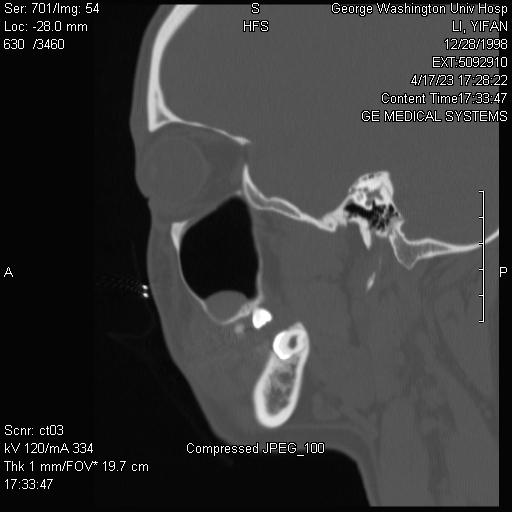 Ser: 701/Img: 54
Loc: -28.0 mm
630 /3460
S
HFS
George Washington Univ Hosp
LI, YIFAN
12/28/1998
EXT:5092910
4/17/23 17:28:22
Content Time17:33:47
GE MEDICAL SYSTEMS
A
P
Scnr: ct03
kV 120/mA 334
Thk 1 mm/FOV* 19.7 cm
17:33:47
Compressed JPEG_100